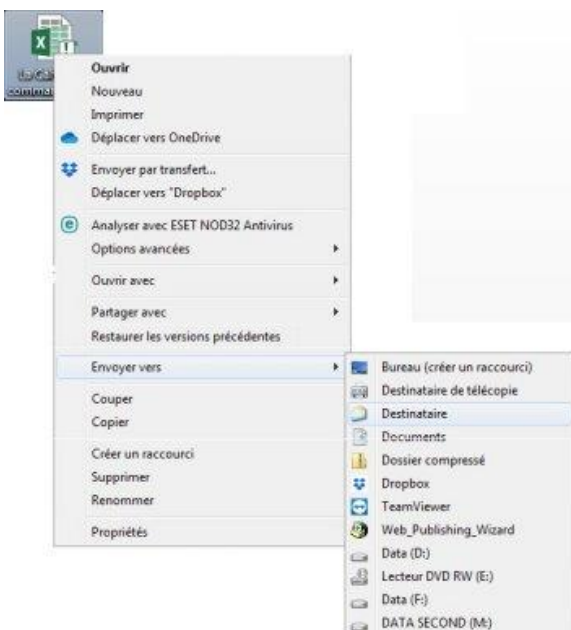 Ouvrir
Nouveau
Imprimer
Déplacer vers OneDrive
Envoyer par transfert...
Déplacer vers "Dropbox"
Analyser avec ESET NOD32 Antivirus
Options avancées
Ouvrir avec
Partager avec
Restaurer les versions précédentes
Envoyer vers
Couper
Copier
Créer un raccourci
Supprimer
Renommer
Propriétés
Bureau (créer un raccourci)
Destinataire de télécopie
Destinataire
Documents
Dossier compressé
Dropbox
TeamViewer
Web_Publishing_Wizard
Data (D:)
Lecteur DVD RW (E:)
Data (F:)
DATA SECOND (M:)